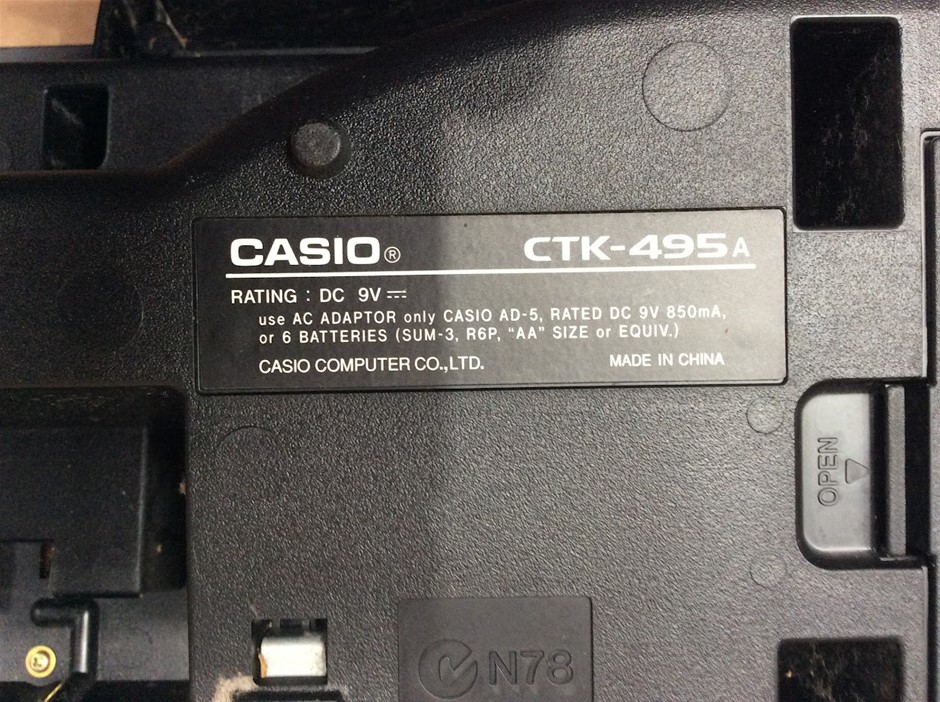 CASIO® CTK-495A
RATING : DC 9V ⎓
use AC ADAPTOR only CASIO AD-5, RATED DC 9V 850mA,
or 6 BATTERIES (SUM-3, R6P, “AA” SIZE or EQUIV.)
CASIO COMPUTER CO.,LTD. MADE IN CHINA
OPEN
N78